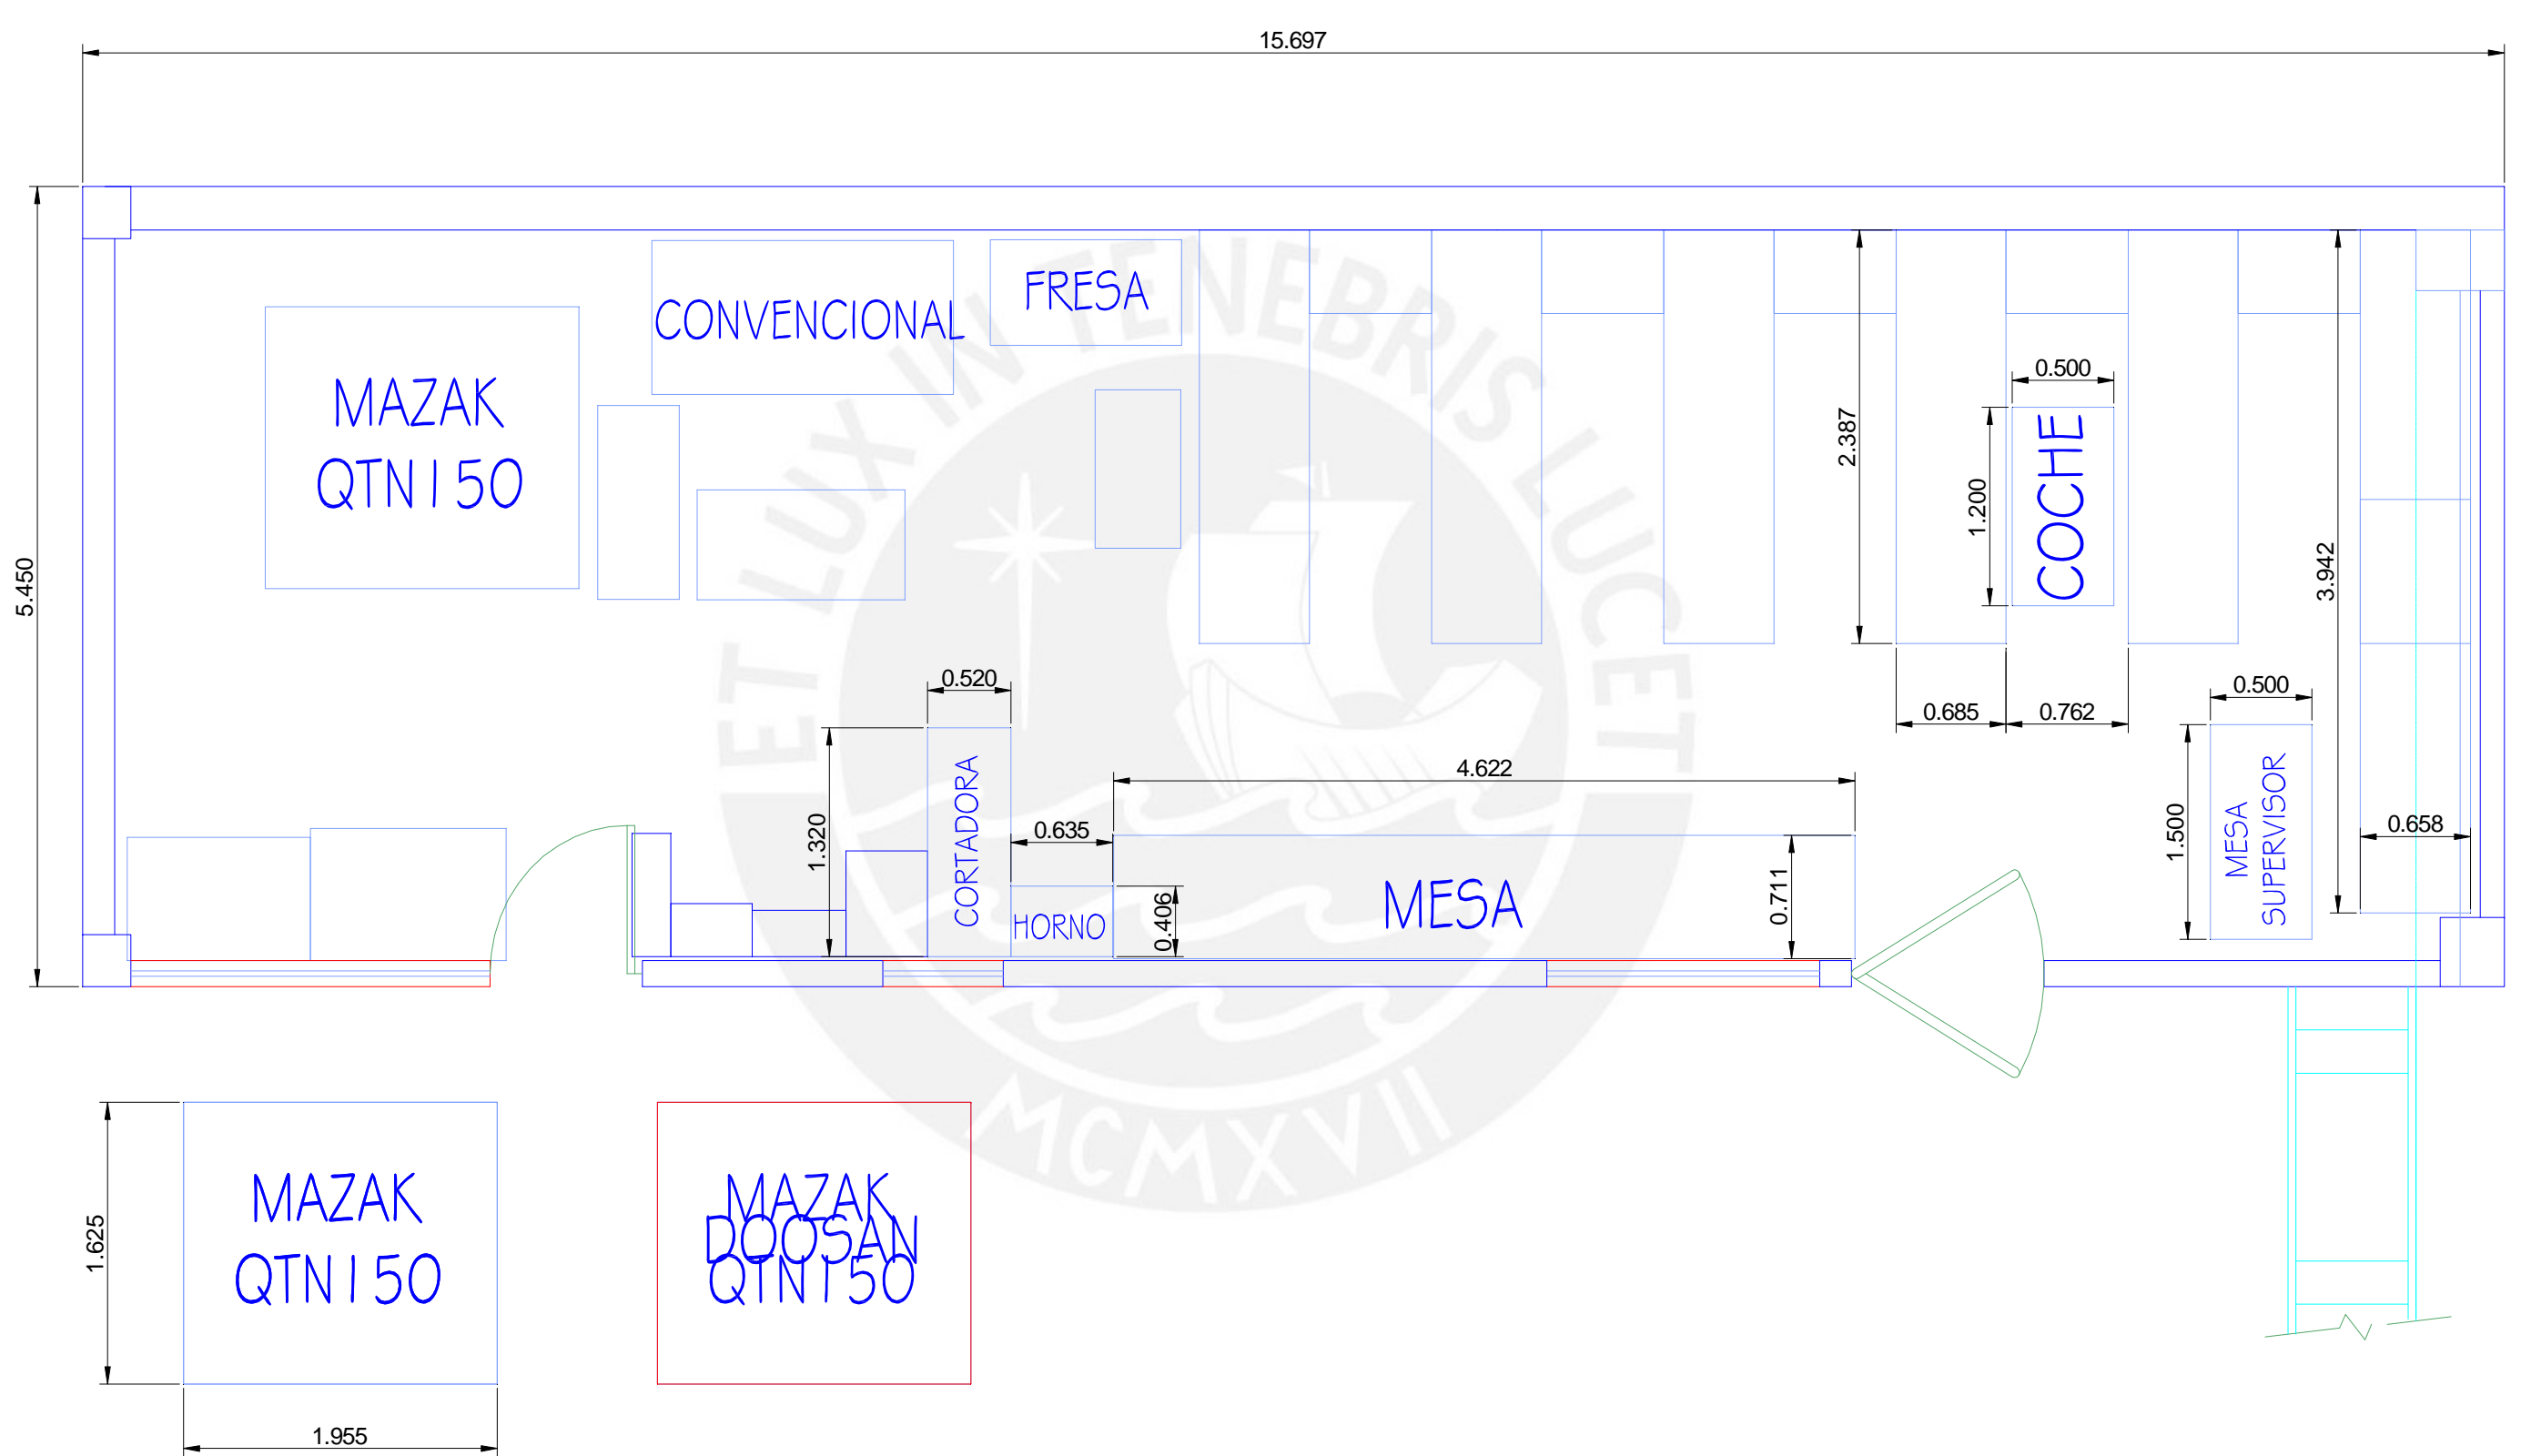 15.697
CONVENCIONAL
FRESA
MAZAK
QTN150
5.450
2.387
0.500
COCHE
1.200
3.942
0.520
0.685
0.762
0.500
4.622
1.320
CORTADORA
0.635
HORNO
0.406
MESA
0.711
1.500
MESA
SUPERVISOR
0.658
MAZAK
QTN150
1.625
1.955
MAZAK
DOOSAN
QTN150
ET LUX IN TENEBRIS LUCET
MCMXVII